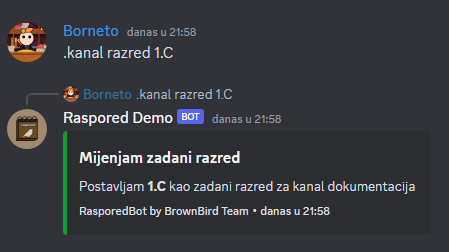 Borneto danas u 21:58
.kanal razred 1.C
Borneto .kanal razred 1.C
Raspored Demo BOT danas u 21:58
Mijenjam zadani razred
Postavljam 1.C kao zadani razred za kanal dokumentacija
RasporedBot by BrownBird Team • danas u 21:58